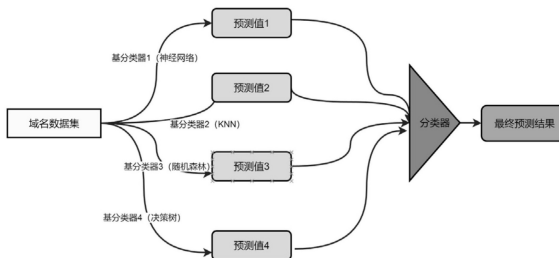 预测值1
基分类器1（神经网络）
预测值2
域名数据集
基分类器2（KNN）
分类器
最终预测结果
基分类器3（随机森林）
预测值3
基分类器4（决策树）
预测值4